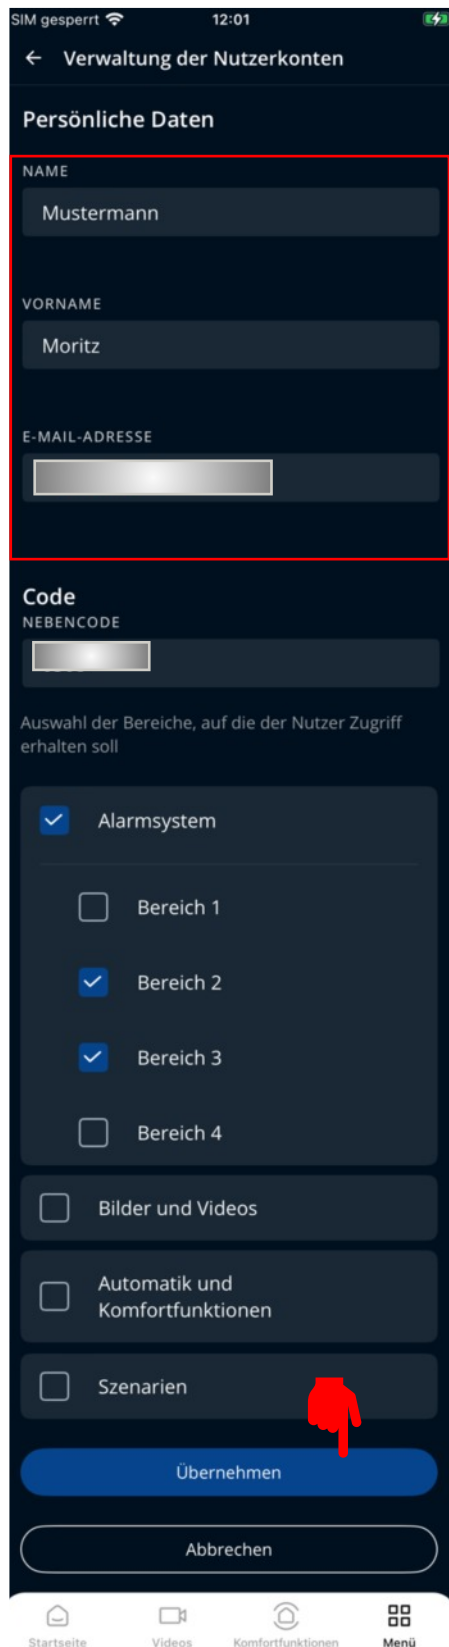 SIM gesperrt 12:01
Verwaltung der Nutzerkonten
Persönliche Daten
NAME
Mustermann
VORNAME
Moritz
E-MAIL-ADRESSE
Code
NEBENCODE
Auswahl der Bereiche, auf die der Nutzer Zugriff
erhalten soll
Alarmsystem
Bereich 1
Bereich 2
Bereich 3
Bereich 4
Bilder und Videos
Automatik und
Komfortfunktionen
Szenarien
Übernehmen
Abbrechen
Startseite Videos Komfortfunktionen Menü